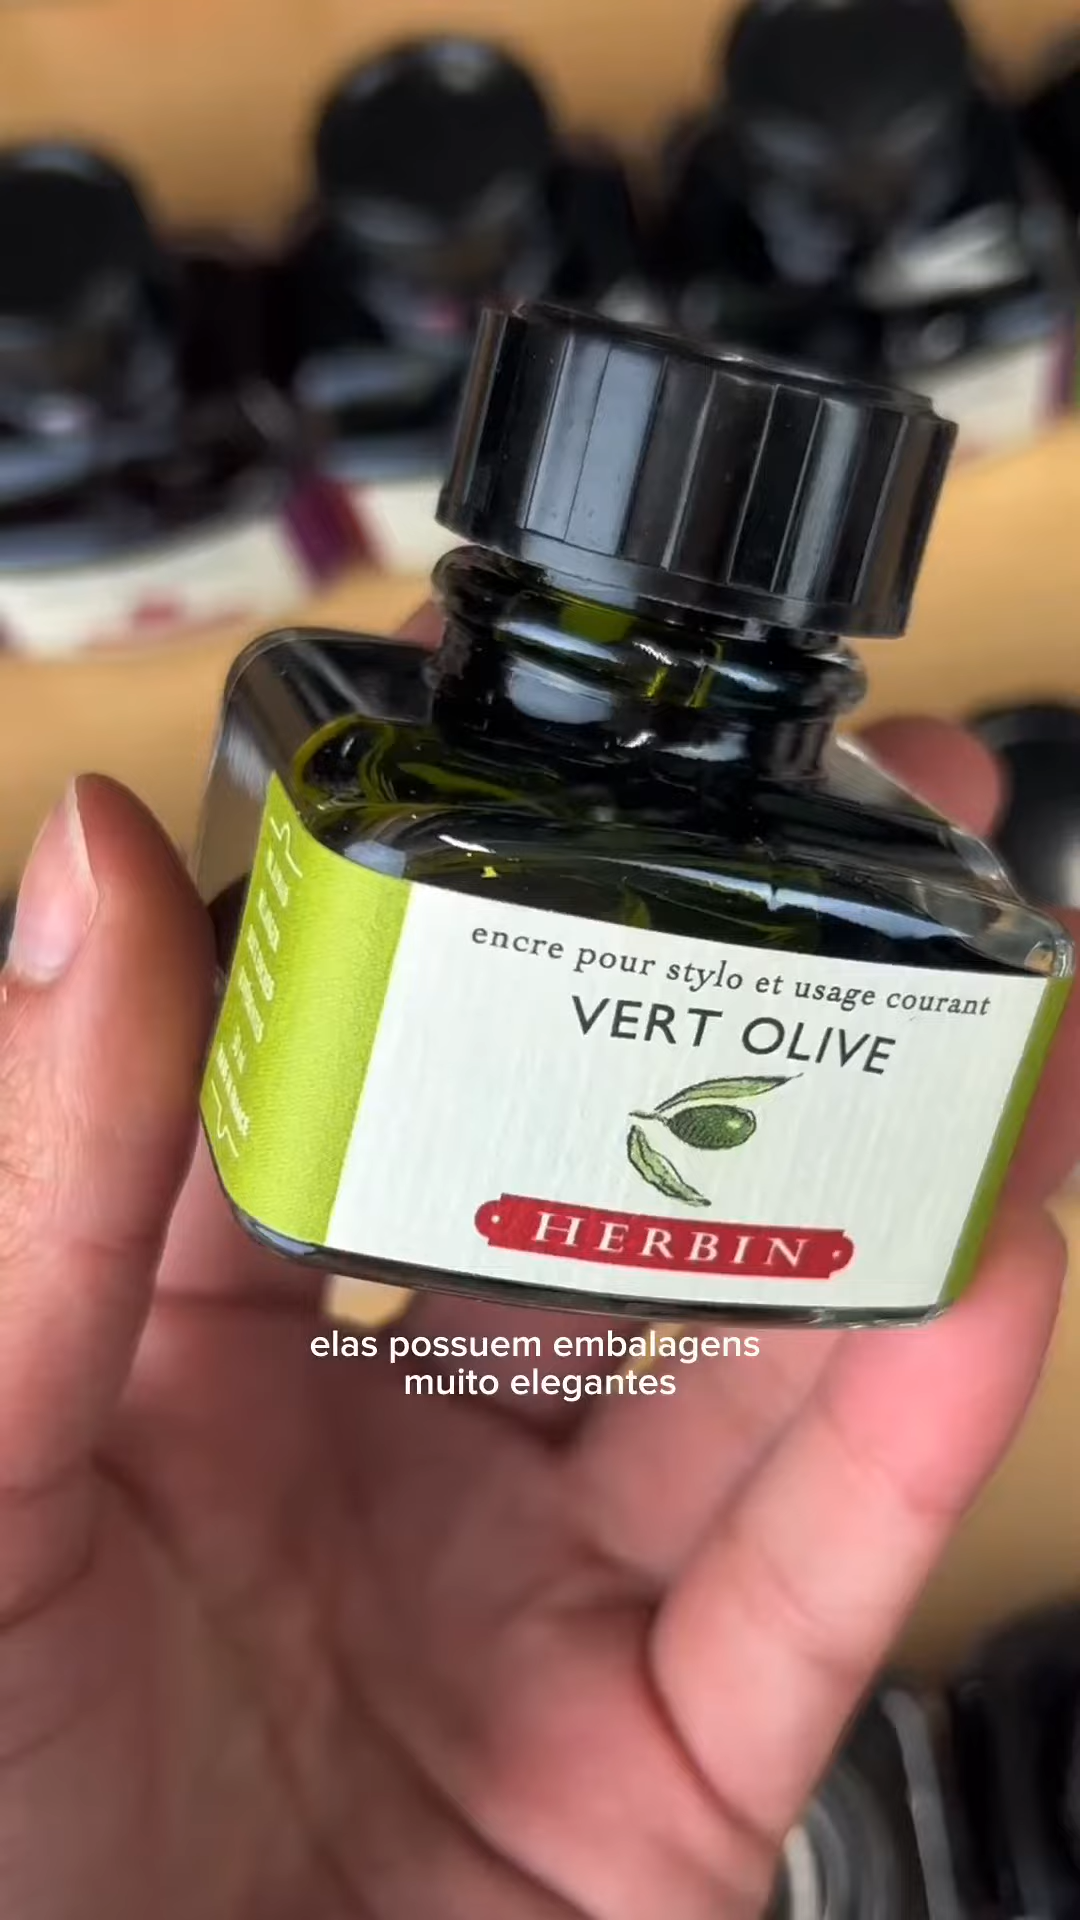 encre pour stylo et usage courant
VERT OLIVE
HERBIN
elas possuem embalagens
muito elegantes